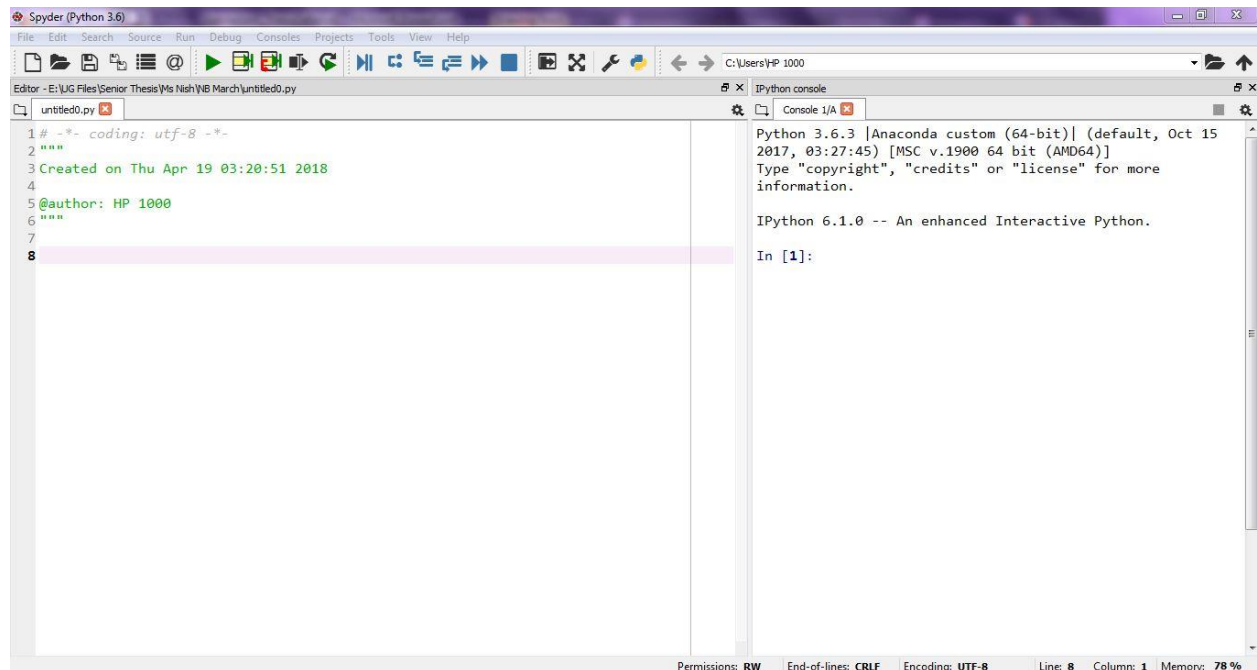 Spyder (Python 3.6)
File Edit Search Source Run Debug Consoles Projects Tools View Help
C:\Users\HP 1000
Editor - E:\UG Files\Senior Thesis\Ms Nish\NB March\untitled0.py
untitled0.py
1 # -*- coding: utf-8 -*-
2 """
3 Created on Thu Apr 19 03:20:51 2018
4
5 @author: HP 1000
6 """
7
8
IPython console
Console 1/A
Python 3.6.3 |Anaconda custom (64-bit)| (default, Oct 15
2017, 03:27:45) [MSC v.1900 64 bit (AMD64)]
Type "copyright", "credits" or "license" for more
information.
IPython 6.1.0 -- An enhanced Interactive Python.
In [1]:
Permissions: RW End-of-lines: CRLF Encoding: UTF-8 Line: 8 Column: 1 Memory: 78 %